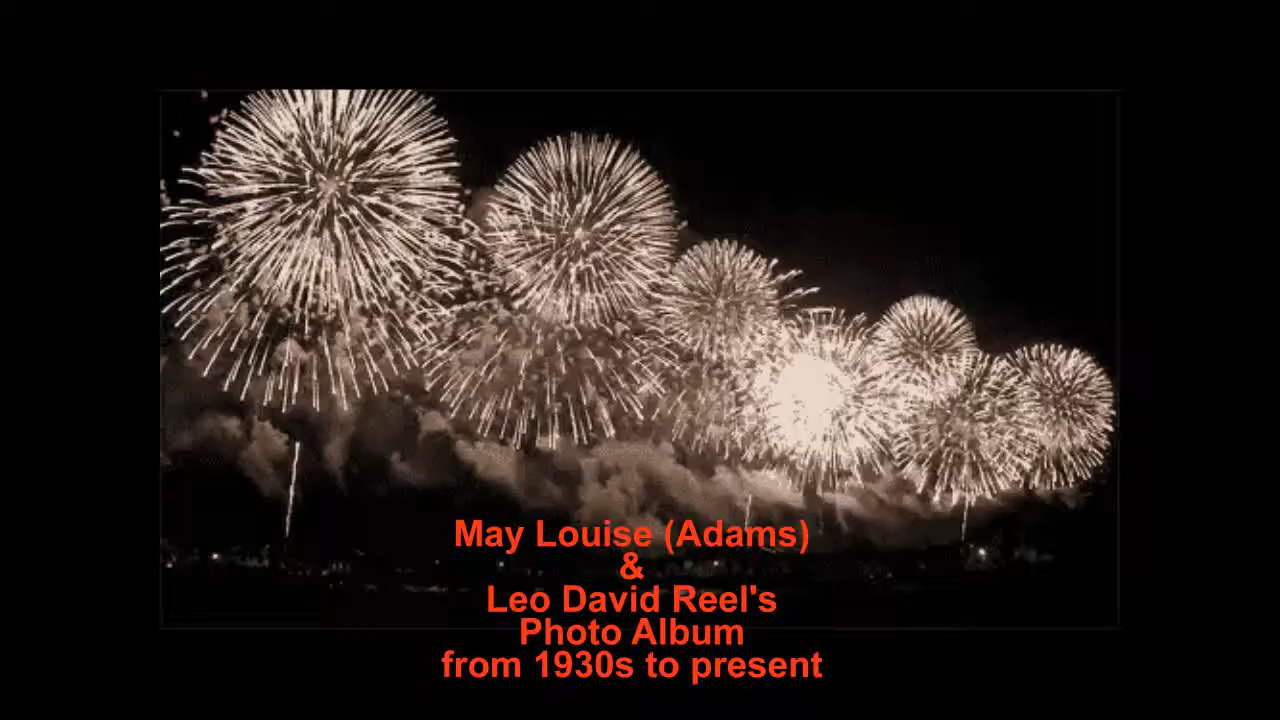 May Louise (Adams)
&
Leo David Reel's
Photo Album
from 1930s to present